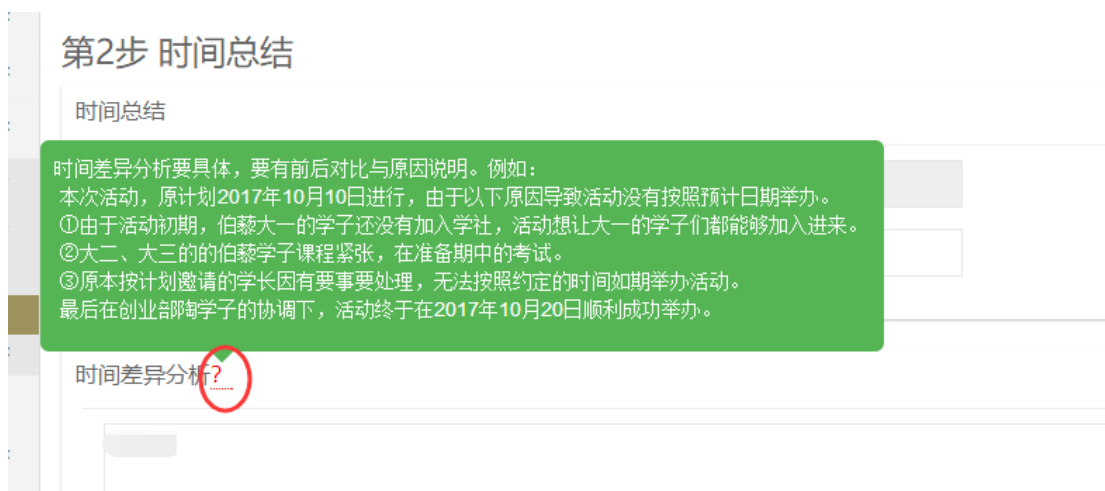 第2步 时间总结
时间总结
时间差异分析要具体，要有前后对比与原因说明。例如：
本次活动，原计划2017年10月10日进行，由于以下原因导致活动没有按照预计日期举办。
①由于活动初期，伯藜大一的学子还没有加入学社，活动想让大一的学子们都能够加入进来。
②大二、大三的的伯藜学子课程紧张，在准备期中的考试。
③原本按计划邀请的学长因有要事要处理，无法按照约定的时间如期举办活动。
最后在创业部陶学子的协调下，活动终于在2017年10月20日顺利成功举办。
时间差异分析?